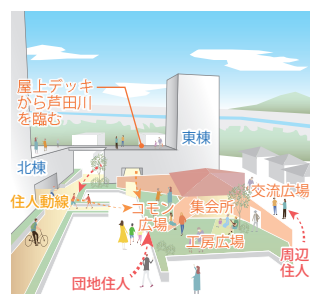 屋上デッキ
から芦田川
を臨む
東棟
北棟
住人動線
コモン
広場
集会所
交流広場
工房広場
周辺
住人
団地住人